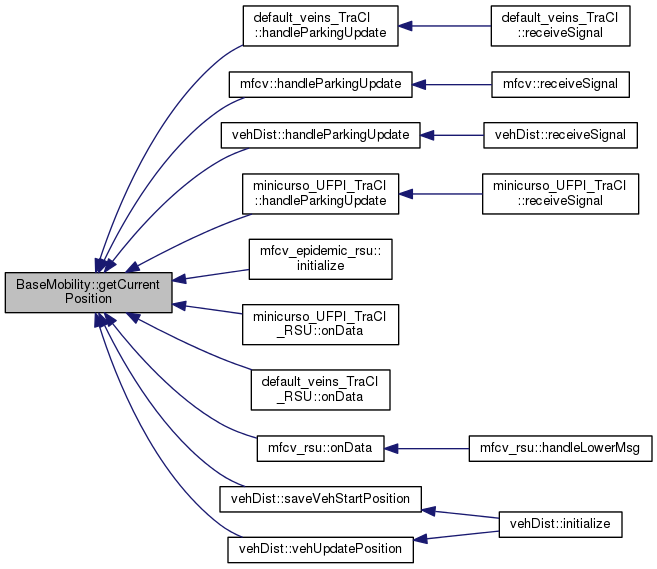 default_veins_TraCI
::handleParkingUpdate
default_veins_TraCI
::receiveSignal
mfcv::handleParkingUpdate
mfcv::receiveSignal
vehDist::handleParkingUpdate
vehDist::receiveSignal
minicurso_UFPI_TraCI
::handleParkingUpdate
minicurso_UFPI_TraCI
::receiveSignal
mfcv_epidemic_rsu::
initialize
BaseMobility::getCurrent
Position
minicurso_UFPI_TraCI
_RSU::onData
default_veins_TraCI
_RSU::onData
mfcv_rsu::onData
mfcv_rsu::handleLowerMsg
vehDist::saveVehStartPosition
vehDist::initialize
vehDist::vehUpdatePosition